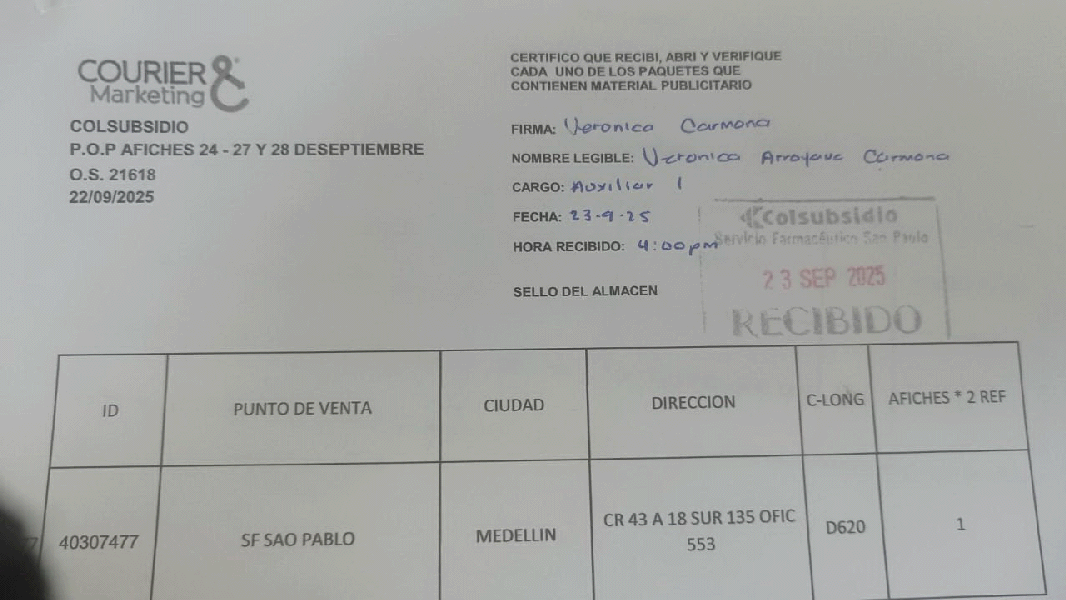 COURIER &
Marketing
COLSUBSIDIO
P.O.P AFICHES 24 - 27 Y 28 DESEPTIEMBRE
O.S. 21618
22/09/2025
CERTIFICO QUE RECIBI, ABRI Y VERIFIQUE
CADA UNO DE LOS PAQUETES QUE
CONTIENEN MATERIAL PUBLICITARIO
FIRMA: Veronica Carmona
NOMBRE LEGIBLE: Veronica Arroyave Carmona
CARGO: Auxiliar 1
FECHA: 23-9-25
HORA RECIBIDO: 4:00pm
SELLO DEL ALMACEN
Colsubsidio
Servicio Farmacéutico Sao Paolo
23 SEP 2025
RECIBIDO
ID PUNTO DE VENTA CIUDAD DIRECCION C-LONG AFICHES * 2 REF
40307477 SF SAO PABLO MEDELLIN CR 43 A 18 SUR 135 OFIC 553 D620 1